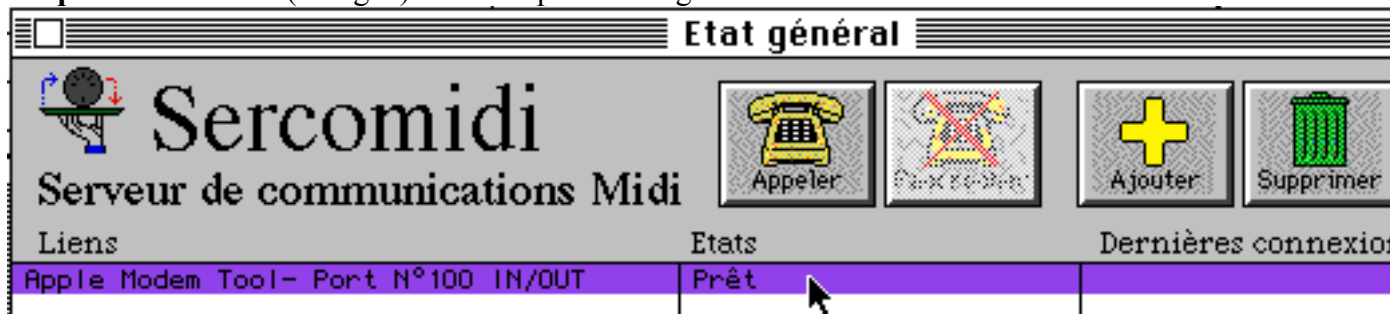 Etat général
Sercomidi
Serveur de communications Midi
Appeler
Ajouter
Supprimer
Liens Etats Dernières connexion
Apple Modem Tool- Port N°100 IN/OUT Prêt